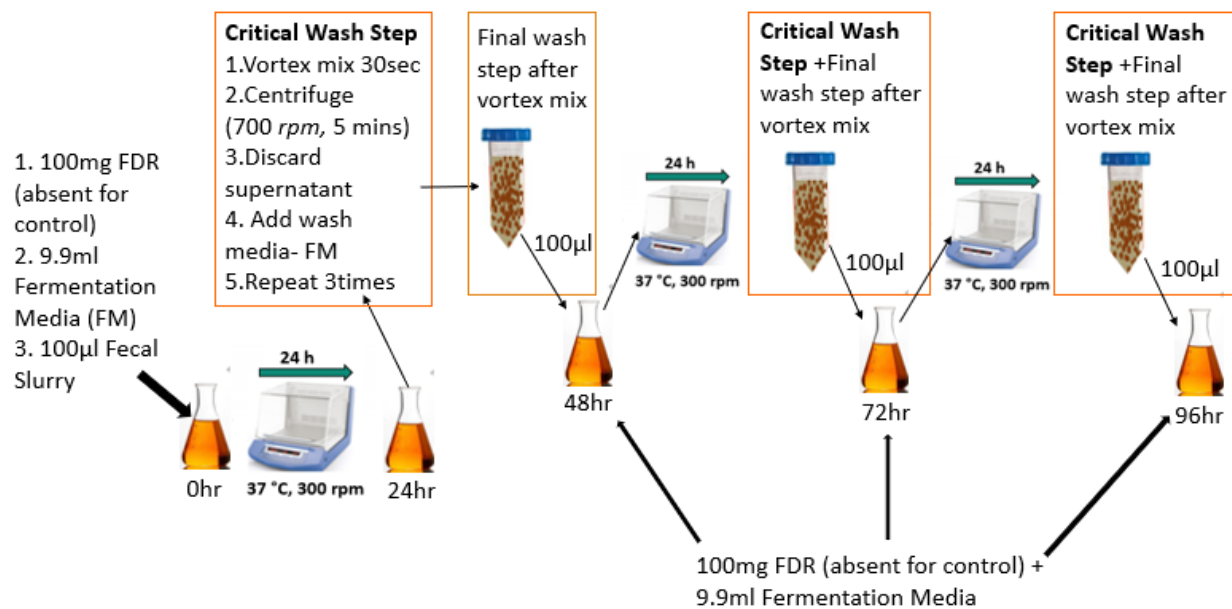 1. 100mg FDR
(absent for
control)
2. 9.9ml
Fermentation
Media (FM)
3. 100µl Fecal
Slurry
0hr
24 h
37 °C, 300 rpm
24hr
Critical Wash Step
1.Vortex mix 30sec
2.Centrifuge
(700 rpm, 5 mins)
3.Discard
supernatant
4. Add wash
media- FM
5.Repeat 3times
Final wash
step after
vortex mix
100µl
48hr
24 h
37 °C, 300 rpm
Critical Wash
Step +Final
wash step after
vortex mix
100µl
72hr
24 h
37 °C, 300 rpm
Critical Wash
Step +Final
wash step after
vortex mix
100µl
96hr
100mg FDR (absent for control) +
9.9ml Fermentation Media